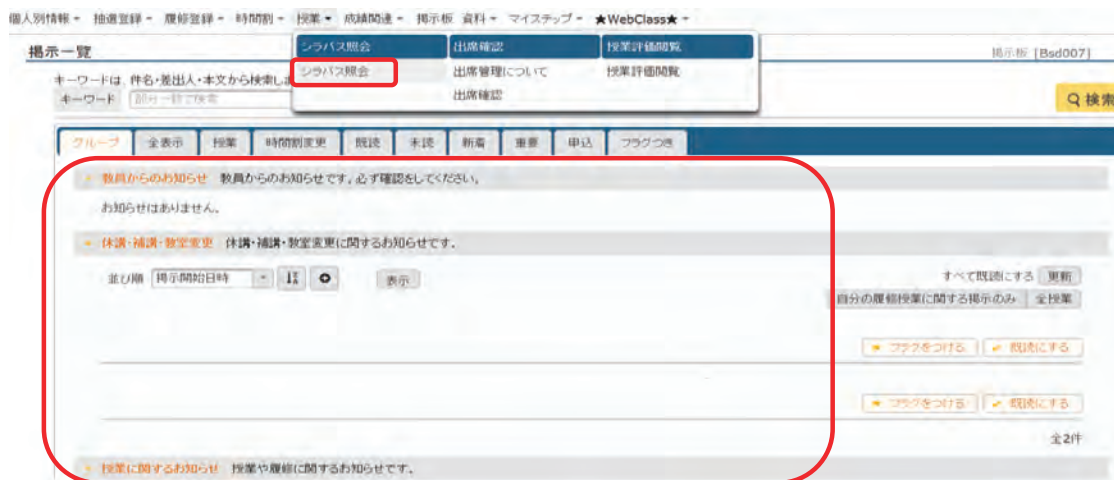 個人別情報 抽選登録 履修登録 時間割 授業 成績関連 掲示板 資料 マイステップ ★WebClass★
掲示一覧
掲示板 [Bsd007]
シラバス照会 出席確認 授業評価閲覧
シラバス照会 出席管理について 授業評価閲覧
出席確認
キーワードは、件名・差出人・本文から検索しま
キーワード 部分一致で検索
検索
グループ 全表示 授業 時間割変更 既読 未読 新着 重要 申込 フラグつき
教員からのお知らせ 教員からのお知らせです。必ず確認をしてください。
お知らせはありません。
休講・補講・教室変更 休講・補講・教室変更に関するお知らせです。
並び順 掲示開始日時 表示
すべて既読にする 更新
自分の履修授業に関する掲示のみ 全授業
フラグをつける 既読にする
フラグをつける 既読にする
全2件
授業に関するお知らせ 授業や履修に関するお知らせです。